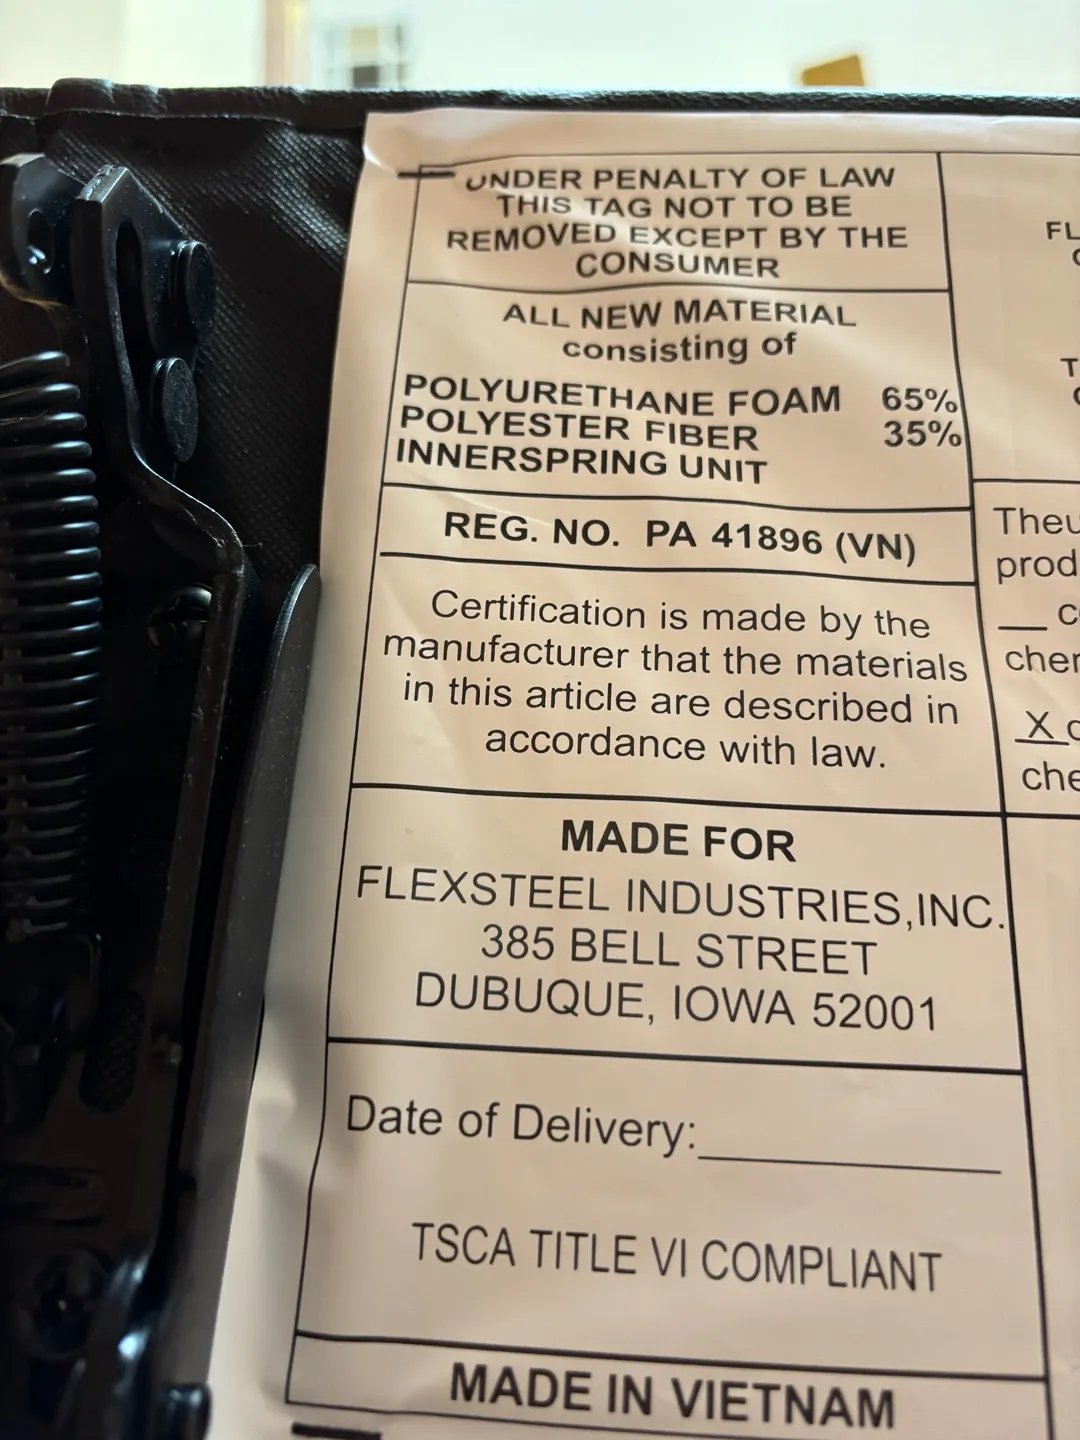 UNDER PENALTY OF LAW
THIS TAG NOT TO BE
REMOVED EXCEPT BY THE
CONSUMER
ALL NEW MATERIAL
consisting of
POLYURETHANE FOAM 65%
POLYESTER FIBER 35%
INNERSPRING UNIT
REG. NO. PA 41896 (VN)
Certification is made by the
manufacturer that the materials
in this article are described in
accordance with law.
MADE FOR
FLEXSTEEL INDUSTRIES,INC.
385 BELL STREET
DUBUQUE, IOWA 52001
Date of Delivery:
TSCA TITLE VI COMPLIANT
MADE IN VIETNAM
X